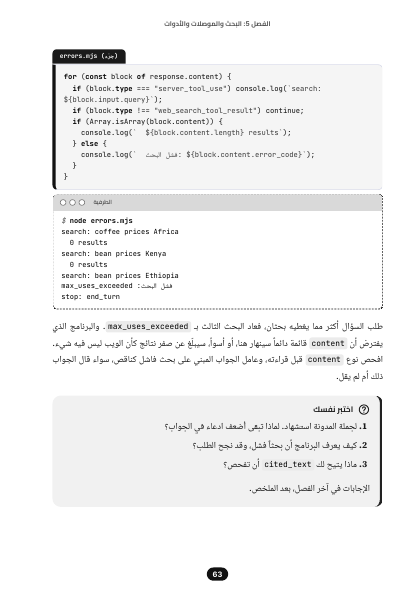 الفصل 5: البحث والموصلات والأدوات
errors.mjs (جزء)
for (const block of response.content) {
if (block.type === "server_tool_use") console.log(`search:
${block.input.query}`);
if (block.type !== "web_search_tool_result") continue;
if (Array.isArray(block.content)) {
console.log(`  ${block.content.length} results`);
} else {
console.log(`  فشل البحث: ${block.content.error_code}`);
}
}
الطرفية
$ node errors.mjs
search: coffee prices Africa
0 results
search: bean prices Kenya
0 results
search: bean prices Ethiopia
فشل البحث: max_uses_exceeded
stop: end_turn
طلب السؤال أكثر مما يغطيه بحثان، فعاد البحث الثالث بـ max_uses_exceeded. والبرنامج الذي
يفترض أن content قائمة دائماً سينهار هنا، أو أسوأ، سيبلّغ عن صفر نتائج كأن الويب ليس فيه شيء.
افحص نوع content قبل قراءته، وعامل الجواب المبني على بحث فاشل كناقص، سواء قال الجواب
ذلك أم لم يقل.
اختبر نفسك
1. لجملة المدونة استشهاد. لماذا تبقى أضعف ادعاء في الجواب؟
2. كيف يعرف البرنامج أن بحثاً فشل، وقد نجح الطلب؟
3. ماذا يتيح لك cited_text أن تفحص؟
الإجابات في آخر الفصل، بعد الملخص.
63